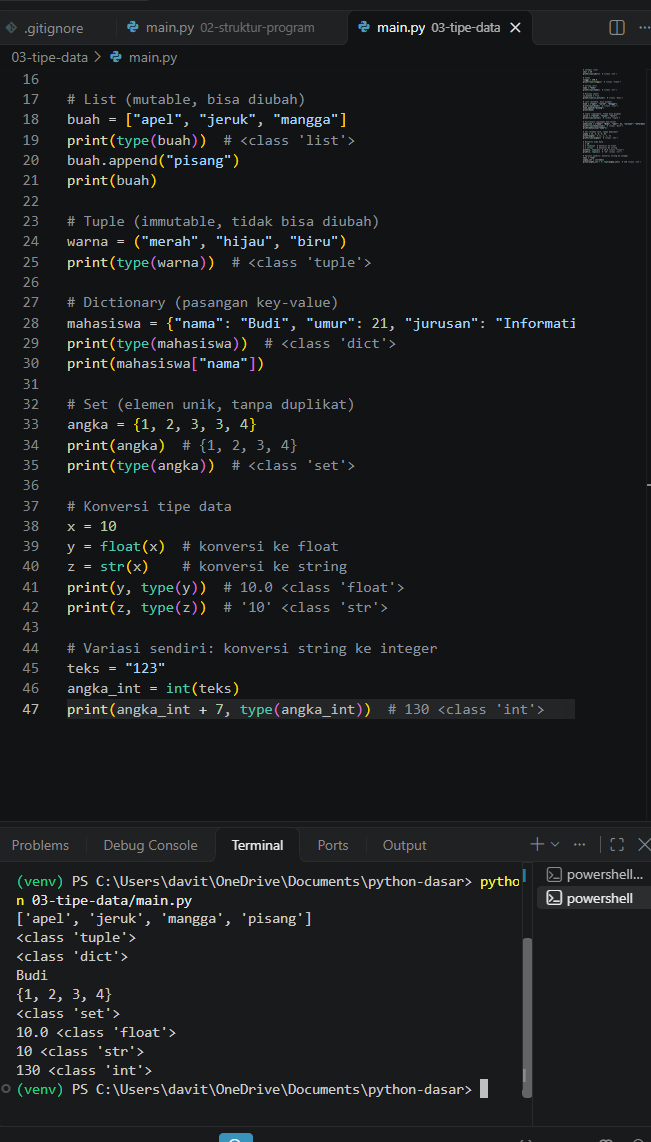 .gitignore
main.py 02-struktur-program
main.py 03-tipe-data
03-tipe-data > main.py
16
17 # List (mutable, bisa diubah)
18 buah = ["apel", "jeruk", "mangga"]
19 print(type(buah))  # <class 'list'>
20 buah.append("pisang")
21 print(buah)
22
23 # Tuple (immutable, tidak bisa diubah)
24 warna = ("merah", "hijau", "biru")
25 print(type(warna))  # <class 'tuple'>
26
27 # Dictionary (pasangan key-value)
28 mahasiswa = {"nama": "Budi", "umur": 21, "jurusan": "Informati
29 print(type(mahasiswa))  # <class 'dict'>
30 print(mahasiswa["nama"])
31
32 # Set (elemen unik, tanpa duplikat)
33 angka = {1, 2, 3, 3, 4}
34 print(angka)  # {1, 2, 3, 4}
35 print(type(angka))  # <class 'set'>
36
37 # Konversi tipe data
38 x = 10
39 y = float(x)  # konversi ke float
40 z = str(x)    # konversi ke string
41 print(y, type(y))  # 10.0 <class 'float'>
42 print(z, type(z))  # '10' <class 'str'>
43
44 # Variasi sendiri: konversi string ke integer
45 teks = "123"
46 angka_int = int(teks)
47 print(angka_int + 7, type(angka_int))  # 130 <class 'int'>
Problems Debug Console Terminal Ports Output
powershell...
powershell
(venv) PS C:\Users\davit\OneDrive\Documents\python-dasar> pytho
n 03-tipe-data/main.py
['apel', 'jeruk', 'mangga', 'pisang']
<class 'tuple'>
<class 'dict'>
Budi
{1, 2, 3, 4}
<class 'set'>
10.0 <class 'float'>
10 <class 'str'>
130 <class 'int'>
(venv) PS C:\Users\davit\OneDrive\Documents\python-dasar>